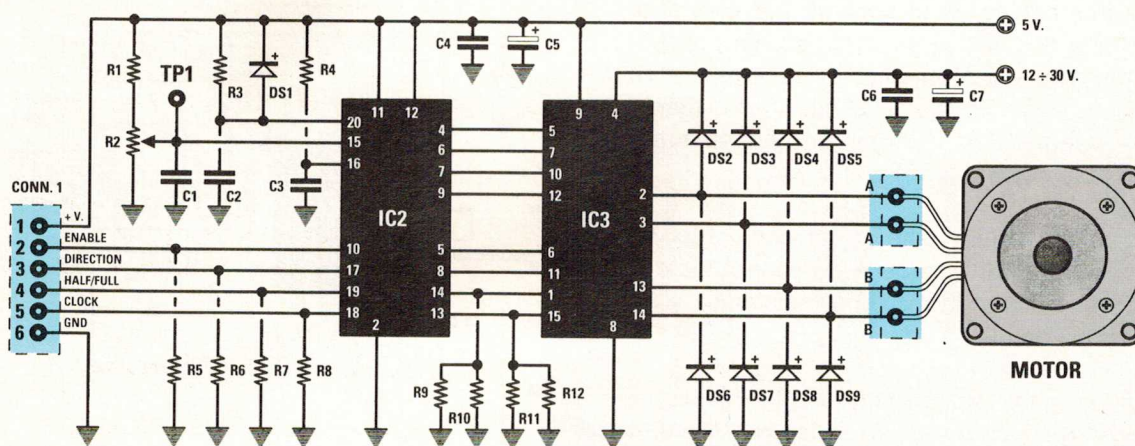 5 V.
C4
C5
R1
TP1
R3
DS1
R4
12 ÷ 30 V.
C6
C7
11
12
9
4
R2
20
15
16
4
6
7
9
5
7
10
12
DS2
DS3
DS4
DS5
C1
C2
C3
CONN. 1
IC2
IC3
2
3
A
A
1
+ V.
2
ENABLE
3
DIRECTION
4
HALF/FULL
5
CLOCK
6
GND
10
17
19
18
5
8
14
13
6
11
1
15
13
14
B
B
2
8
R5
R6
R7
R8
R9
R10
R11
R12
DS6
DS7
DS8
DS9
MOTOR